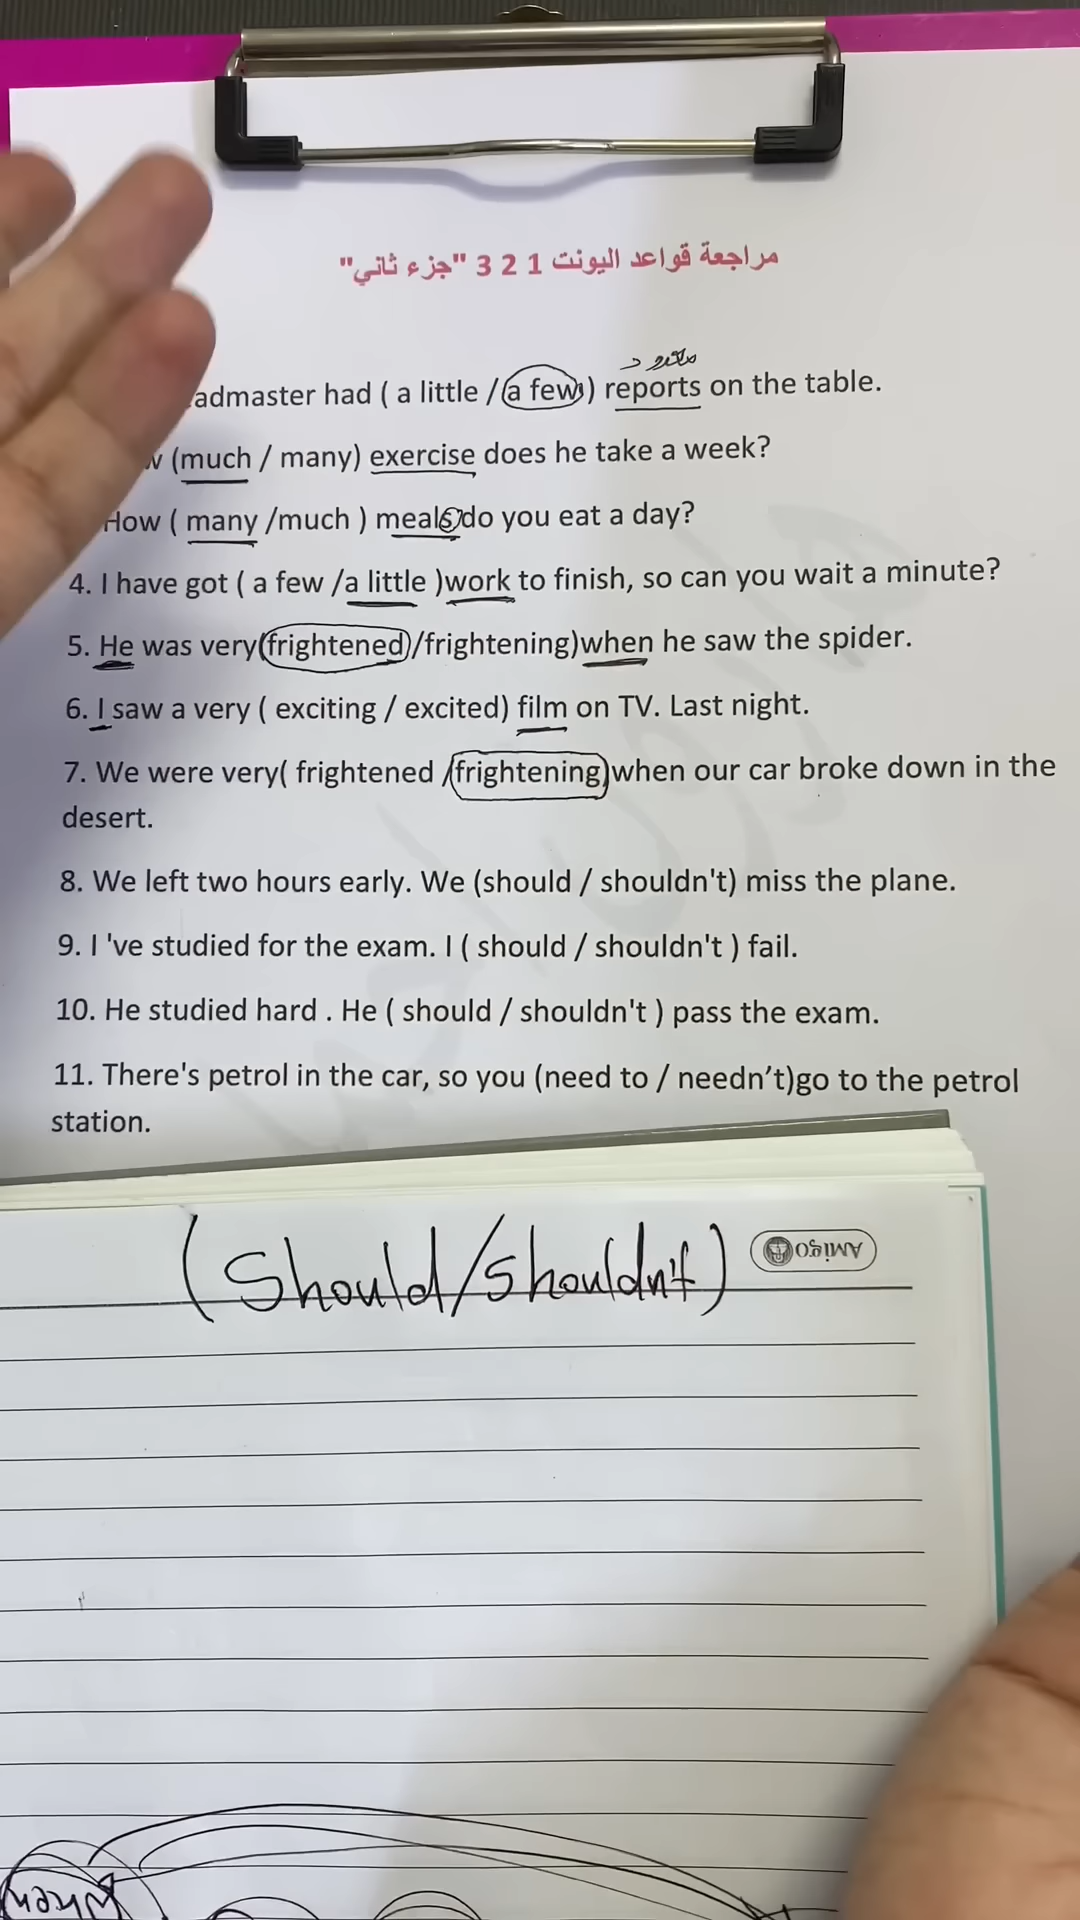 مراجعة قواعد اليونت 1 2 3 "جزء ثاني"
admaster had ( a little / a few ) reports on the table.
w (much / many) exercise does he take a week?
How ( many /much ) meals do you eat a day?
4. I have got ( a few /a little )work to finish, so can you wait a minute?
5. He was very(frightened/frightening)when he saw the spider.
6. I saw a very ( exciting / excited) film on TV. Last night.
7. We were very( frightened /frightening)when our car broke down in the
desert.
8. We left two hours early. We (should / shouldn't) miss the plane.
9. I 've studied for the exam. I ( should / shouldn't ) fail.
10. He studied hard . He ( should / shouldn't ) pass the exam.
11. There's petrol in the car, so you (need to / needn't)go to the petrol
station.
(Should/shouldn't)
AMIGO
when